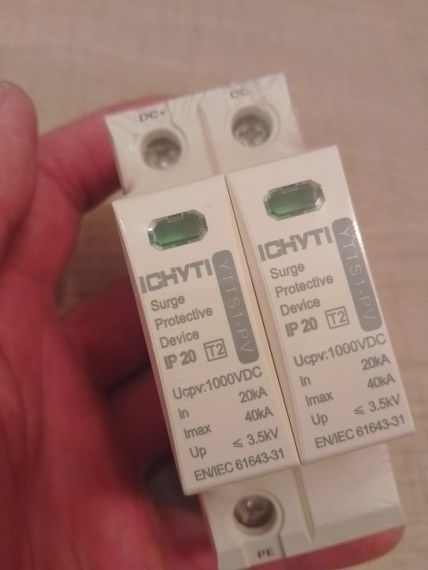 DC+
DC-
ICHYTI
YTTS1-PV
Surge
Protective
Device
IP 20 T2
Ucpv:1000VDC
In 20kA
Imax 40kA
Up ≤ 3.5kV
EN/IEC 61643-31
ICHYTI
YTTS1-PV
Surge
Protective
Device
IP 20 T2
Ucpv:1000VDC
In 20kA
Imax 40kA
Up ≤ 3.5kV
EN/IEC 61643-31
PE